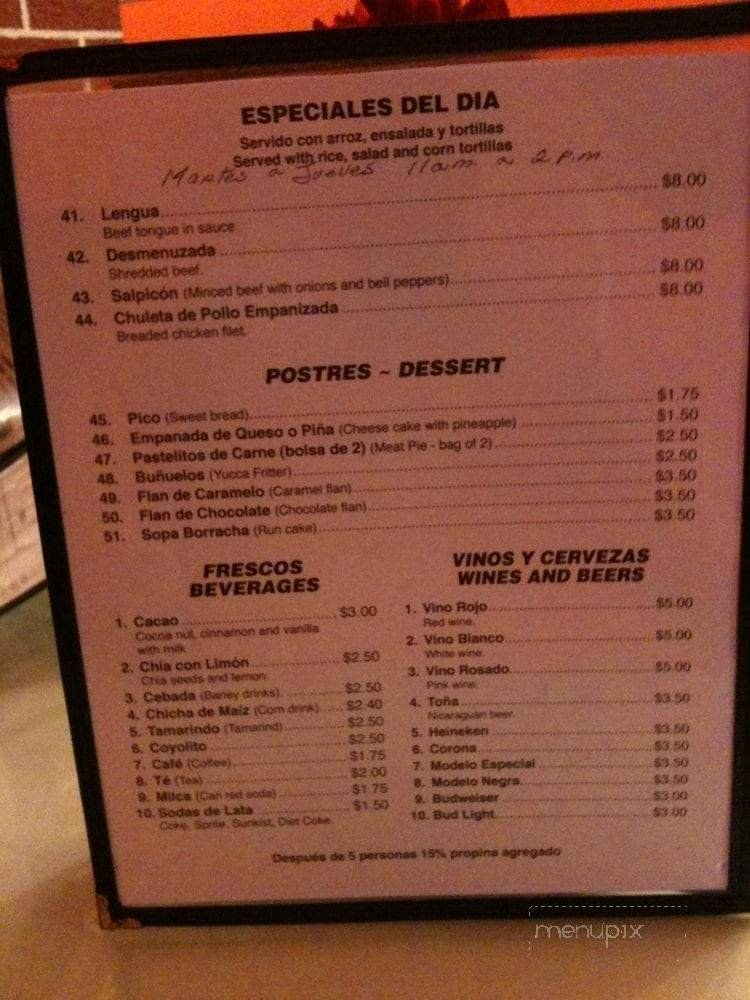 ESPECIALES DEL DIA
Servido con arroz, ensalada y tortillas
Served with rice, salad and corn tortillas
Martes a Jueves 11am a 2 p.m
41. Lengua $8.00
Beef tongue in sauce.
42. Desmenuzada $8.00
Shredded beef.
43. Salpicón (Minced beef with onions and bell peppers) $8.00
44. Chuleta de Pollo Empanizada $8.00
Breaded chicken filet.
POSTRES ~ DESSERT
45. Pico (Sweet bread) $1.75
46. Empanada de Queso o Piña (Cheese cake with pineapple) $1.50
47. Pastelitos de Carne (bolsa de 2) (Meat Pie - bag of 2) $2.50
48. Buñuelos (Yucca Fritter) $2.50
49. Flan de Caramelo (Caramel flan) $3.50
50. Flan de Chocolate (Chocolate flan) $3.50
51. Sopa Borracha (Run cake) $3.50
FRESCOS
BEVERAGES
1. Cacao $3.00
Cocoa nut, cinnamon and vanilla
with milk
2. Chia con Limón $2.50
Chia seeds and lemon.
3. Cebada (Barley drinks) $2.50
4. Chicha de Maiz (Corn drink) $2.40
5. Tamarindo (Tamarind) $2.50
6. Coyolito $2.50
7. Café (Coffee) $1.75
8. Té (Tea) $2.00
9. Milca (Can red soda) $1.75
10. Sodas de Lata $1.50
Coke, Sprite, Sunkist, Diet Coke
VINOS Y CERVEZAS
WINES AND BEERS
1. Vino Rojo $5.00
Red wine.
2. Vino Blanco $5.00
White wine.
3. Vino Rosado $5.00
Pink wine.
4. Toña $3.50
Nicaraguan beer.
5. Heineken $3.50
6. Corona $3.50
7. Modelo Especial $3.50
8. Modelo Negra $3.50
9. Budweiser $3.00
10. Bud Light $3.00
Después de 5 personas 15% propina agregado
menupix